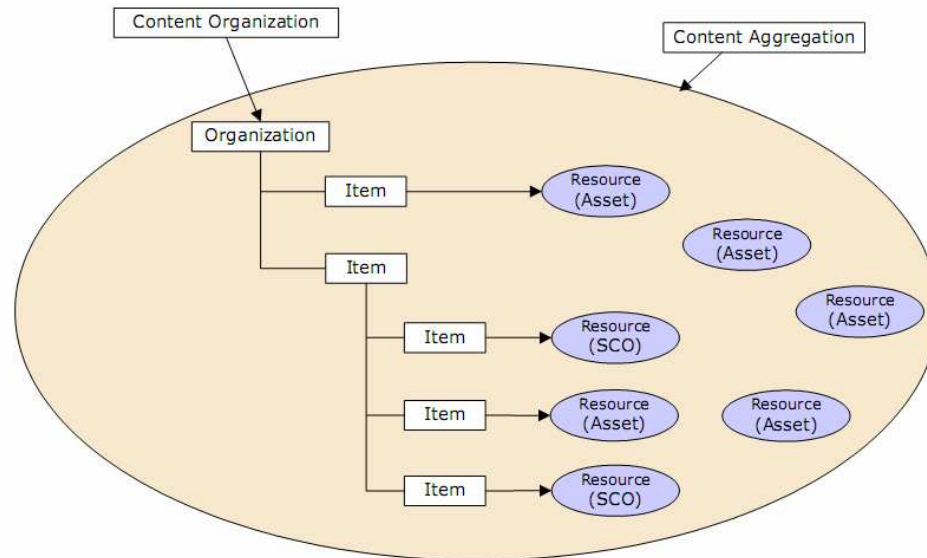 Content Organization
Content Aggregation
Organization
Item
Resource
(Asset)
Resource
(Asset)
Item
Resource
(Asset)
Item
Resource
(SCO)
Item
Resource
(Asset)
Resource
(Asset)
Item
Resource
(SCO)